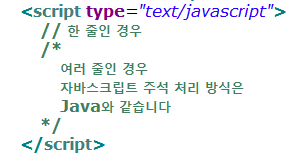 <script type="text/javascript">
// 한 줄인 경우
/*
여러 줄인 경우
자바스크립트 주석 처리 방식은
Java와 같습니다
*/
</script>